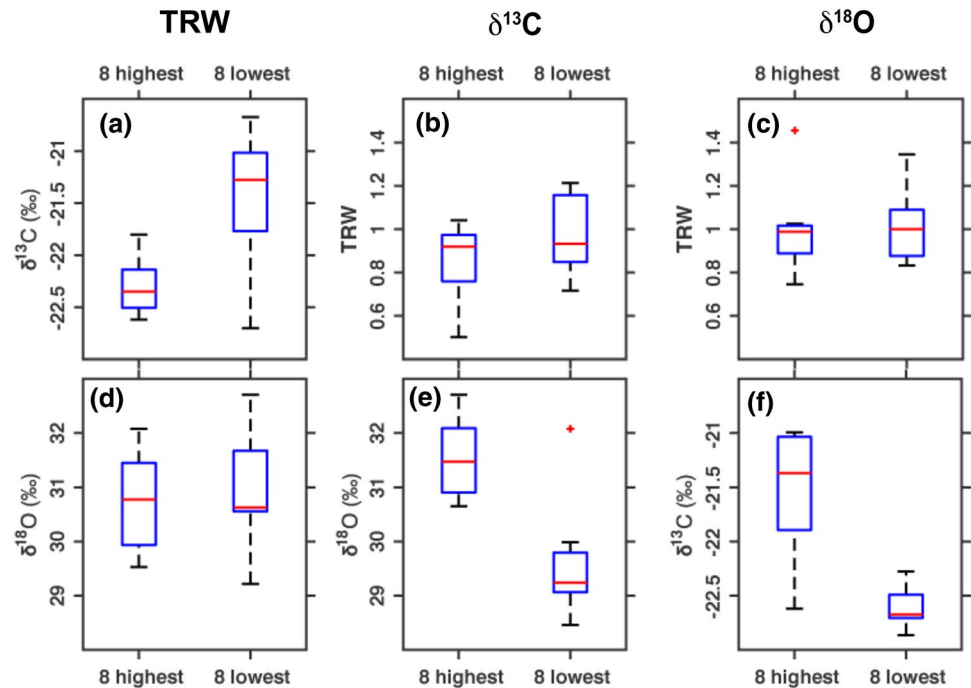 TRW δ¹³C δ¹⁸O
8 highest 8 lowest 8 highest 8 lowest 8 highest 8 lowest
(a) (b) (c)
δ¹³C (‰)
-21
-21.5
-22
-22.5
TRW
1.4
1.2
1
0.8
0.6
TRW
1.4
1.2
1
0.8
0.6
(d) (e) (f)
δ¹⁸O (‰)
32
31
30
29
δ¹⁸O (‰)
32
31
30
29
δ¹³C (‰)
-21
-21.5
-22
-22.5
8 highest 8 lowest 8 highest 8 lowest 8 highest 8 lowest